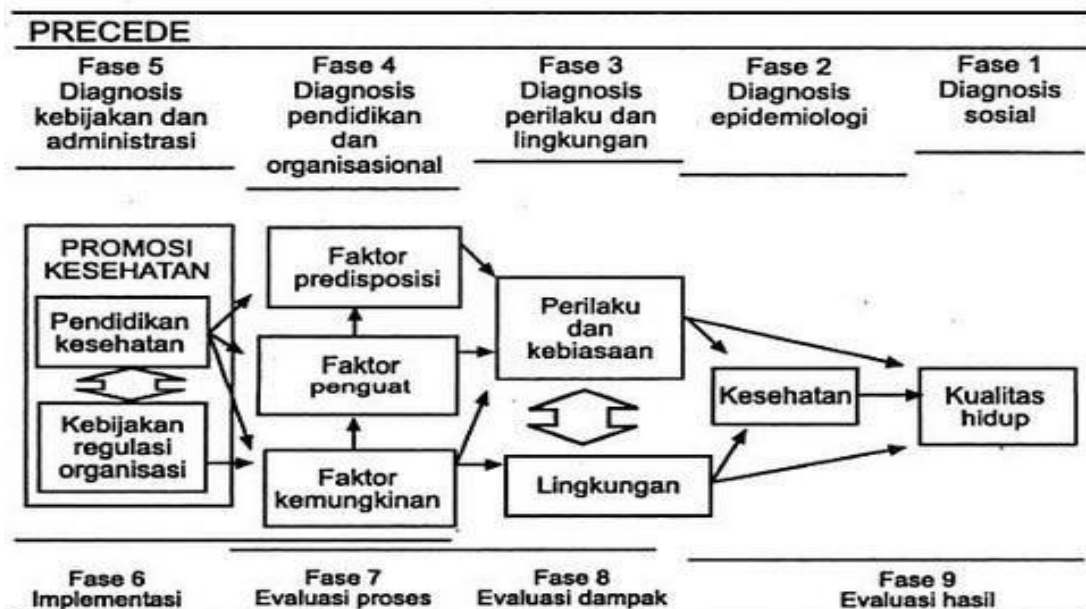 PRECEDE
Fase 5
Diagnosis
kebijakan dan
administrasi
Fase 4
Diagnosis
pendidikan
dan
organisasional
Fase 3
Diagnosis
perilaku dan
lingkungan
Fase 2
Diagnosis
epidemiologi
Fase 1
Diagnosis
sosial
PROMOSI
KESEHATAN
Pendidikan
kesehatan
Kebijakan
regulasi
organisasi
Faktor
predisposisi
Faktor
penguat
Faktor
kemungkinan
Perilaku
dan
kebiasaan
Lingkungan
Kesehatan
Kualitas
hidup
Fase 6
Implementasi
Fase 7
Evaluasi proses
Fase 8
Evaluasi dampak
Fase 9
Evaluasi hasil